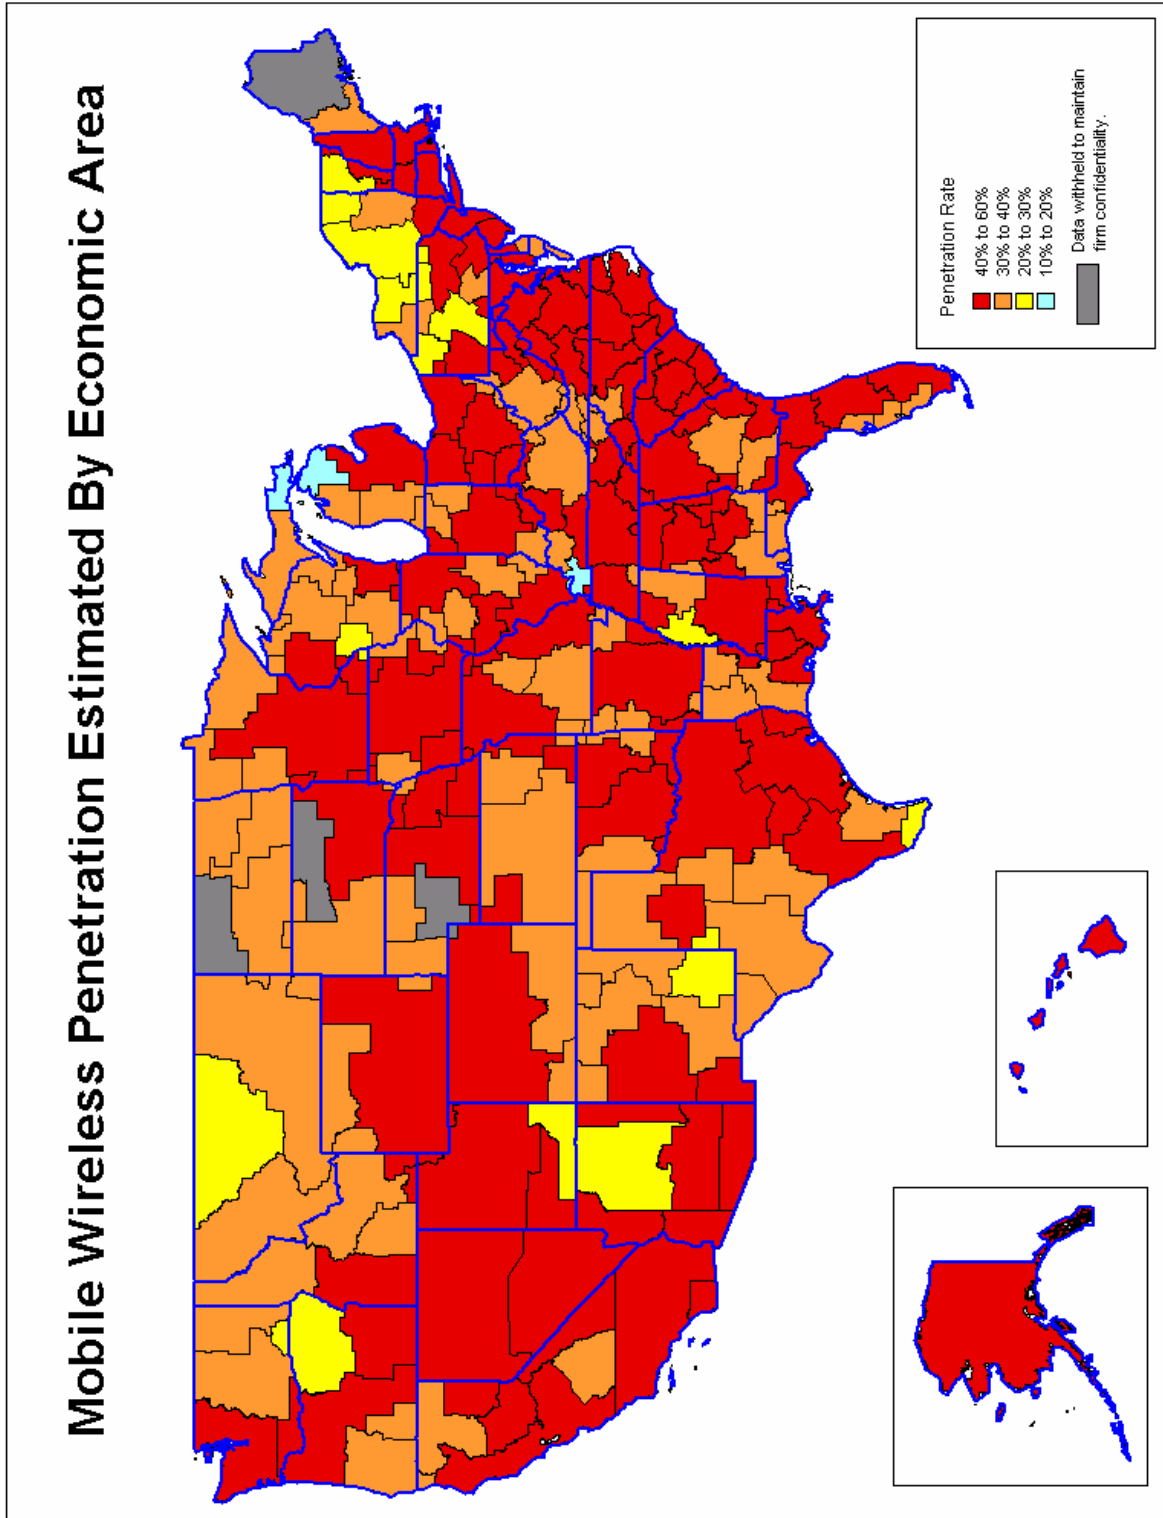 Mobile Wireless Penetration Estimated By Economic Area
Penetration Rate
40% to 60%
30% to 40%
20% to 30%
10% to 20%
Data withheld to maintain
firm confidentiality.